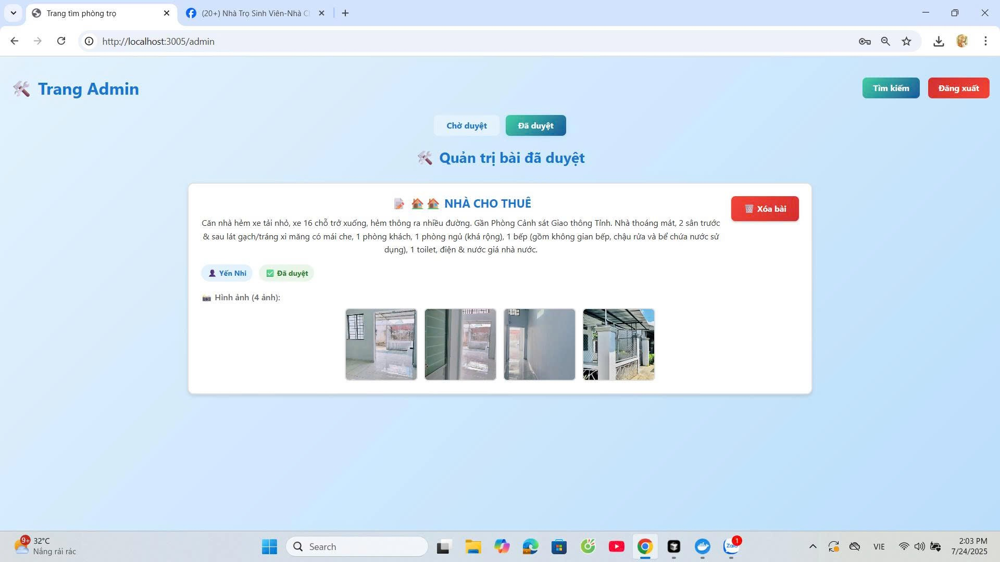 Trang tìm phòng trọ
(20+) Nhà Trọ Sinh Viên-Nhà C
http://localhost:3005/admin
Trang Admin
Tìm kiếm
Đăng xuất
Chờ duyệt
Đã duyệt
Quản trị bài đã duyệt
NHÀ CHO THUÊ
Xóa bài
Căn nhà hẻm xe tải nhỏ, xe 16 chỗ trở xuống, hẻm thông ra nhiều đường. Gần Phòng Cảnh sát Giao thông Tỉnh. Nhà thoáng mát, 2 sân trước
& sau lát gạch/tráng xi măng có mái che, 1 phòng khách, 1 phòng ngủ (khá rộng), 1 bếp (gồm không gian bếp, chậu rửa và bể chứa nước sử
dụng), 1 toilet, điện & nước giá nhà nước.
Yến Nhi
Đã duyệt
Hình ảnh (4 ảnh):
9+
32°C
Nắng rải rác
Search
Zalo
1
VIE
2:03 PM
7/24/2025